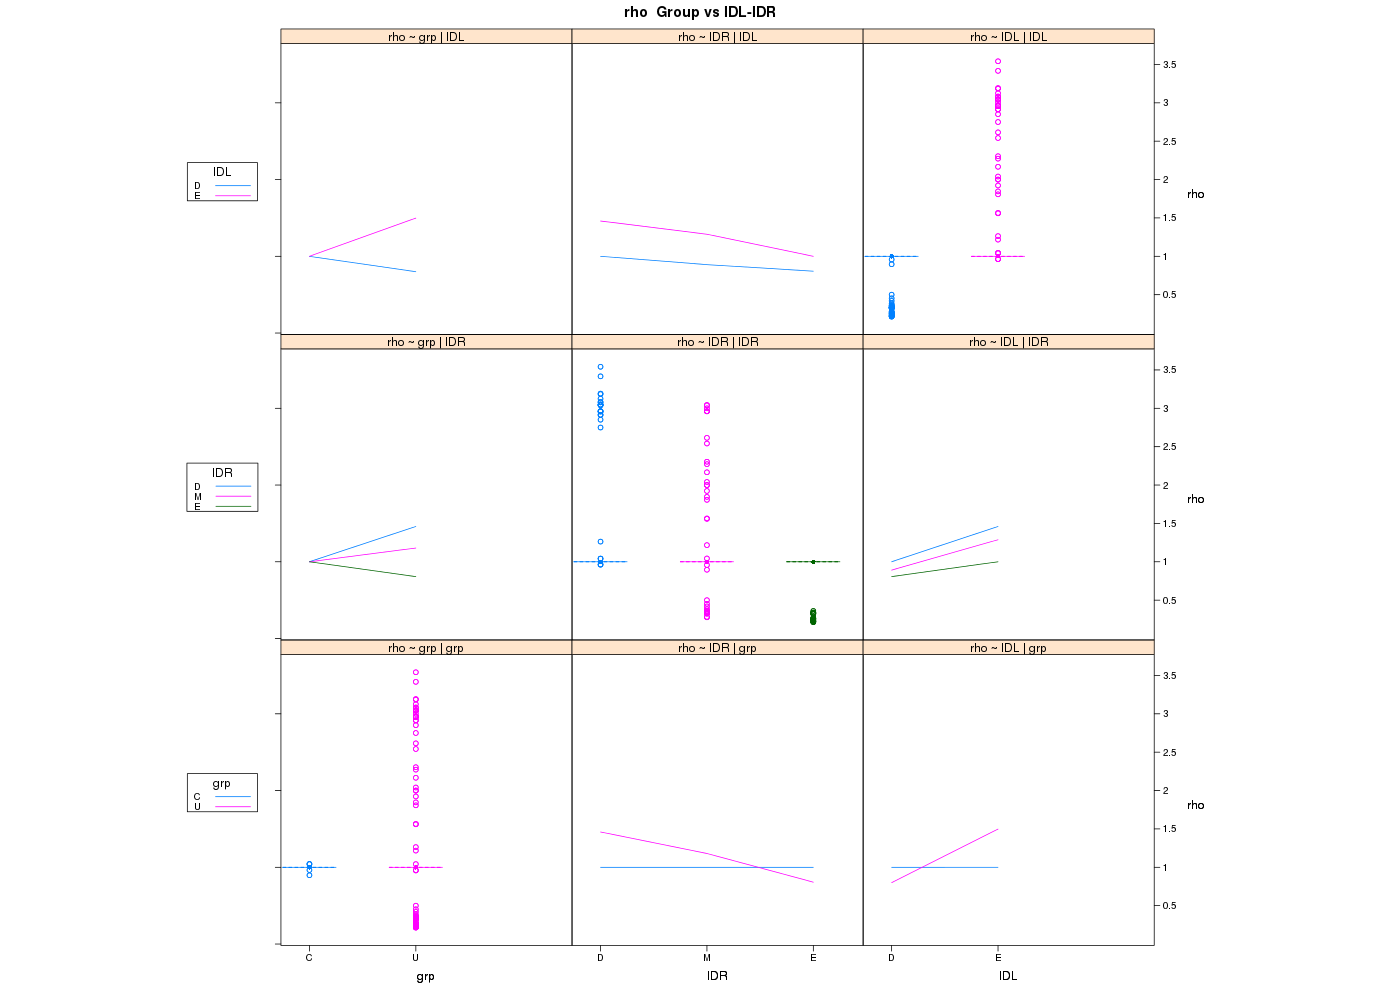 rho  Group vs IDL-IDR
rho ~ grp | IDL
rho ~ IDR | IDL
rho ~ IDL | IDL
3.5
3
2.5
2
1.5
1
0.5
rho
IDL
D
E
rho ~ grp | IDR
rho ~ IDR | IDR
rho ~ IDL | IDR
3.5
3
2.5
2
1.5
1
0.5
rho
IDR
D
M
E
rho ~ grp | grp
rho ~ IDR | grp
rho ~ IDL | grp
3.5
3
2.5
2
1.5
1
0.5
rho
grp
C
U
C
U
D
M
E
D
E
grp
IDR
IDL